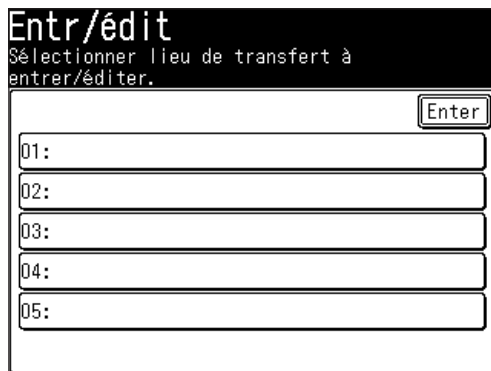 Entr/édit
Sélectionner lieu de transfert à
entrer/éditer.
Enter
01:
02:
03:
04:
05: